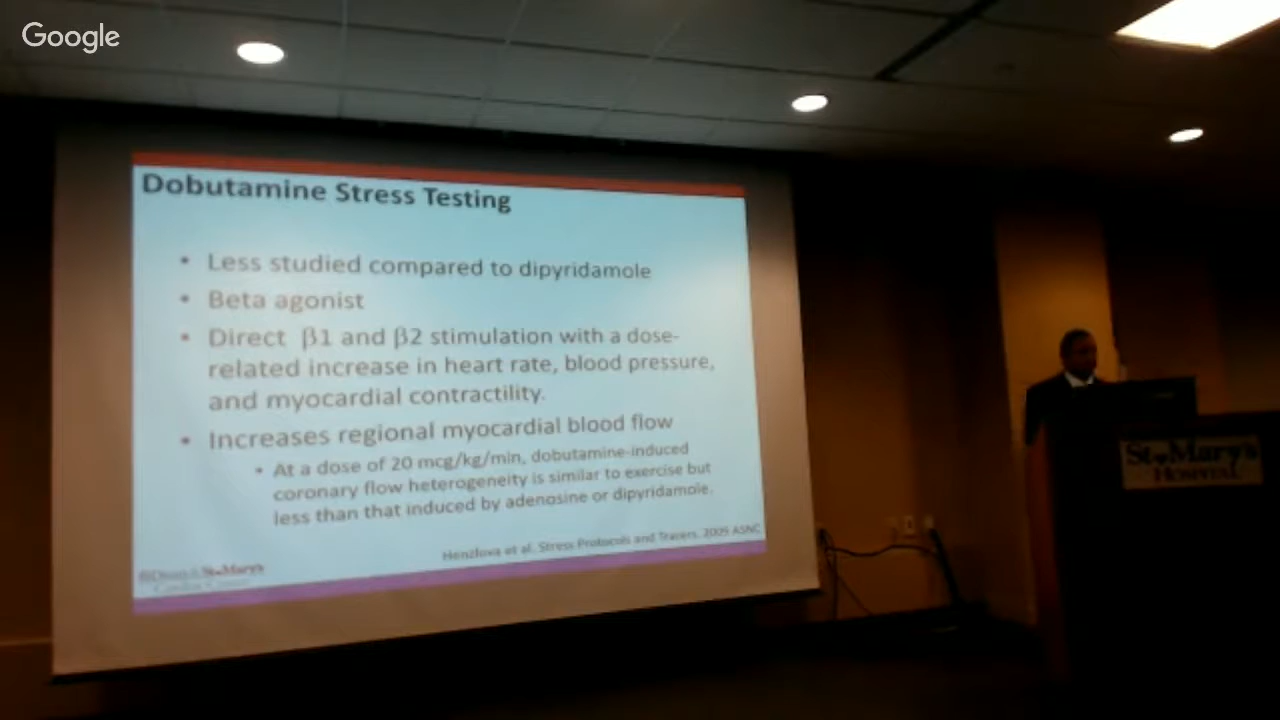 Google
Dobutamine Stress Testing
• Less studied compared to dipyridamole
• Beta agonist
• Direct β1 and β2 stimulation with a dose-
related increase in heart rate, blood pressure,
and myocardial contractility.
• Increases regional myocardial blood flow
• At a dose of 20 mcg/kg/min, dobutamine-induced
coronary flow heterogeneity is similar to exercise but
less than that induced by adenosine or dipyridamole.
Henzlova et al. Stress Protocols and Tracers. 2009 ASNC
St. Mary's
St. Mary's
HOSPITAL